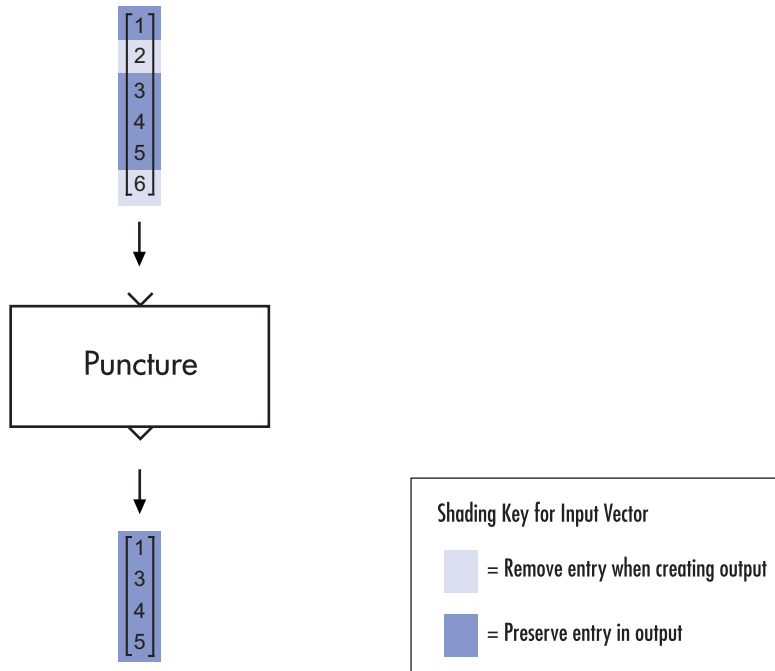 1
2
3
4
5
6
Puncture
1
3
4
5
Shading Key for Input Vector
= Remove entry when creating output
= Preserve entry in output